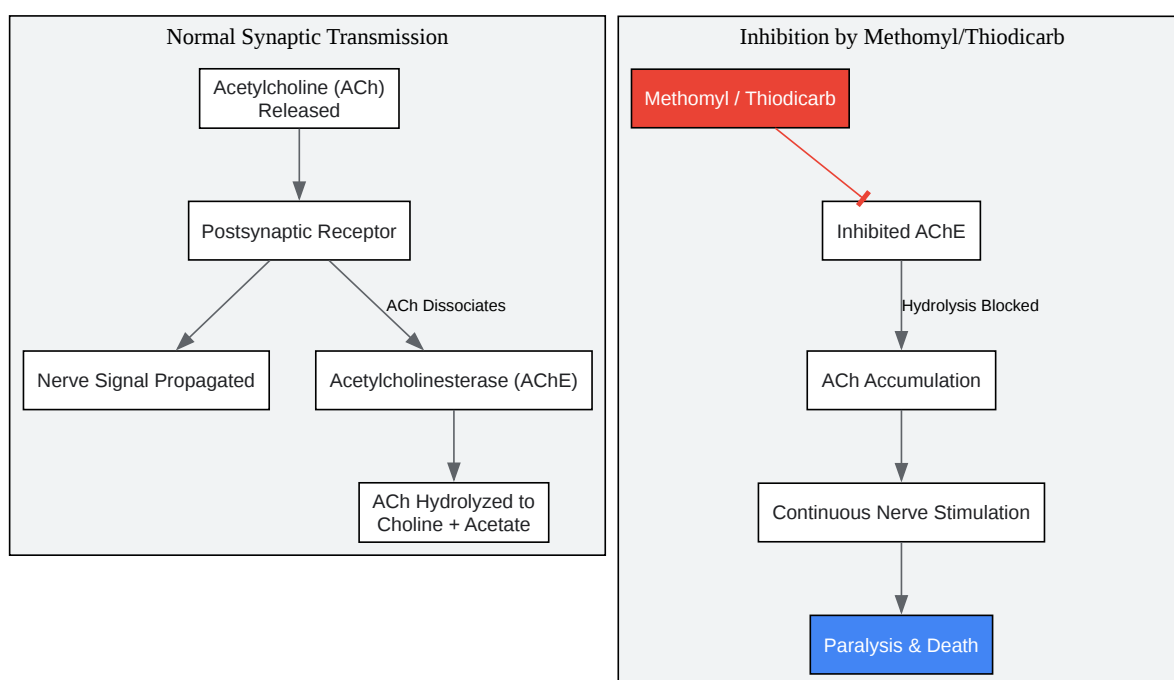 Normal Synaptic Transmission
Acetylcholine (ACh)
Released
Postsynaptic Receptor
ACh Dissociates
Nerve Signal Propagated
Acetylcholinesterase (AChE)
ACh Hydrolyzed to
Choline + Acetate
Inhibition by Methomyl/Thiodicarb
Methomyl / Thiodicarb
Inhibited AChE
Hydrolysis Blocked
ACh Accumulation
Continuous Nerve Stimulation
Paralysis & Death